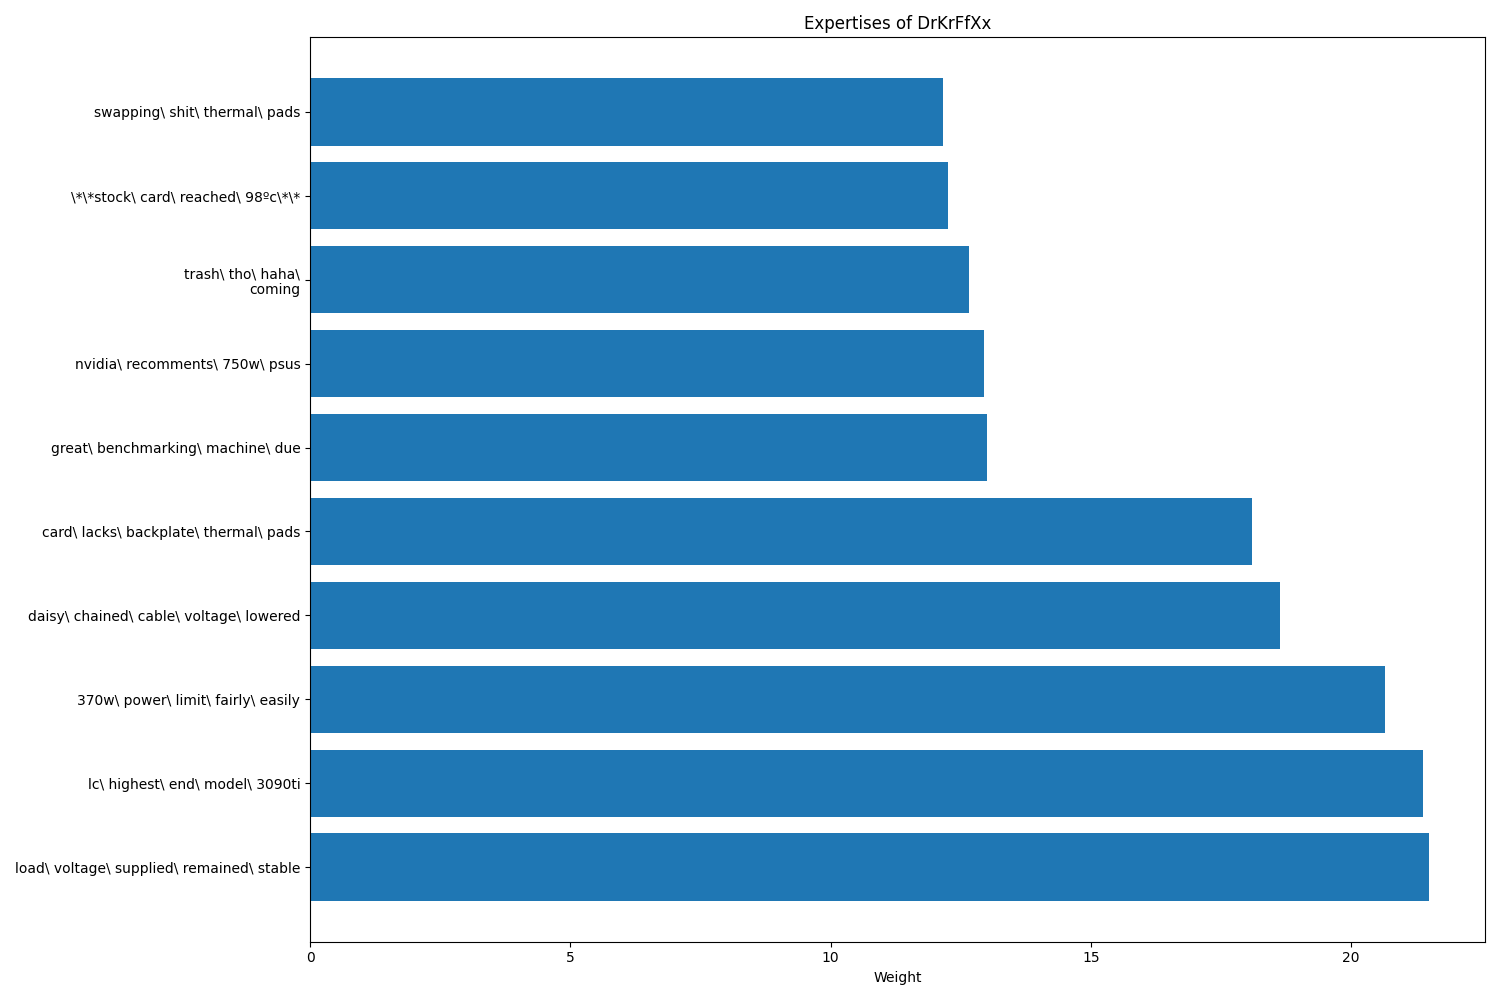 Expertises of DrKrFfXx
swapping\ shit\ thermal\ pads
\*\*stock\ card\ reached\ 98ºc\*\*
trash\ tho\ haha\
coming
nvidia\ recomments\ 750w\ psus
great\ benchmarking\ machine\ due
card\ lacks\ backplate\ thermal\ pads
daisy\ chained\ cable\ voltage\ lowered
370w\ power\ limit\ fairly\ easily
lc\ highest\ end\ model\ 3090ti
load\ voltage\ supplied\ remained\ stable
0 5 10 15 20
Weight